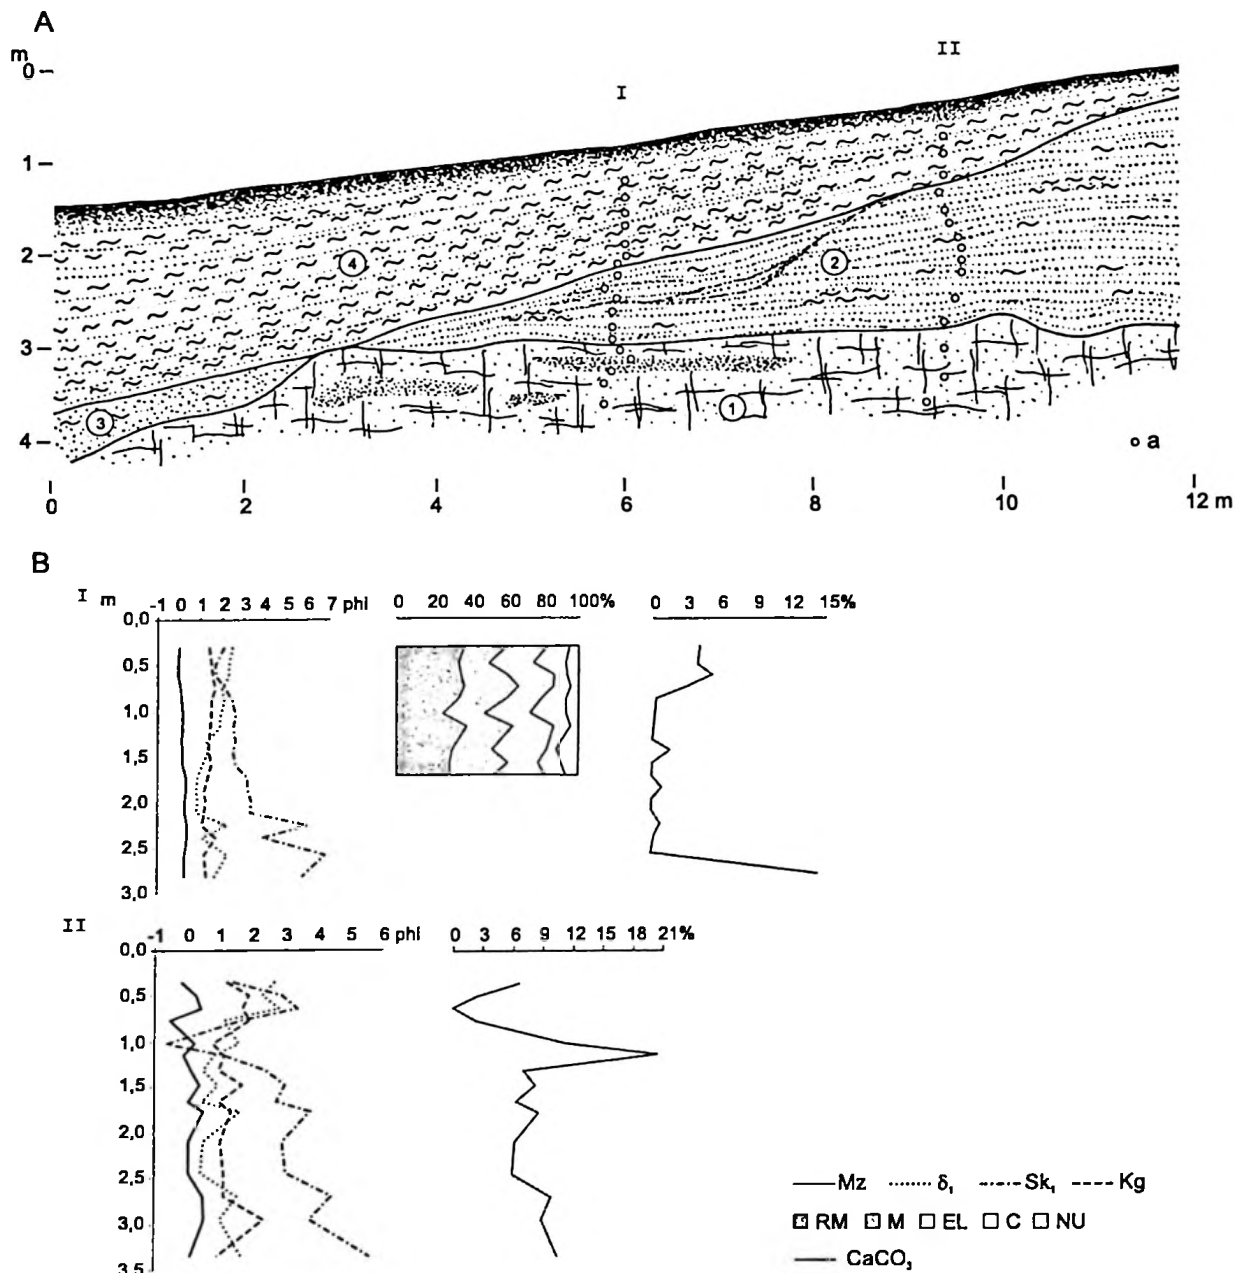 A
m
II
0
I
1
4
2
2
3
1
3
4
a
0 2 4 6 8 10 12 m
B
I m -1 0 1 2 3 4 5 6 7 phi 0 20 40 60 80 100% 0 3 6 9 12 15%
0,0
0,5
1,0
1,5
2,0
2,5
3,0
II -1 0 1 2 3 4 5 6 phi 0 3 6 9 12 15 18 21%
0,0
0,5
1,0
1,5
2,0
2,5
3,0
3,5
Mz δ₁ Sk₁ Kg
RM M EL C NU
CaCO₃